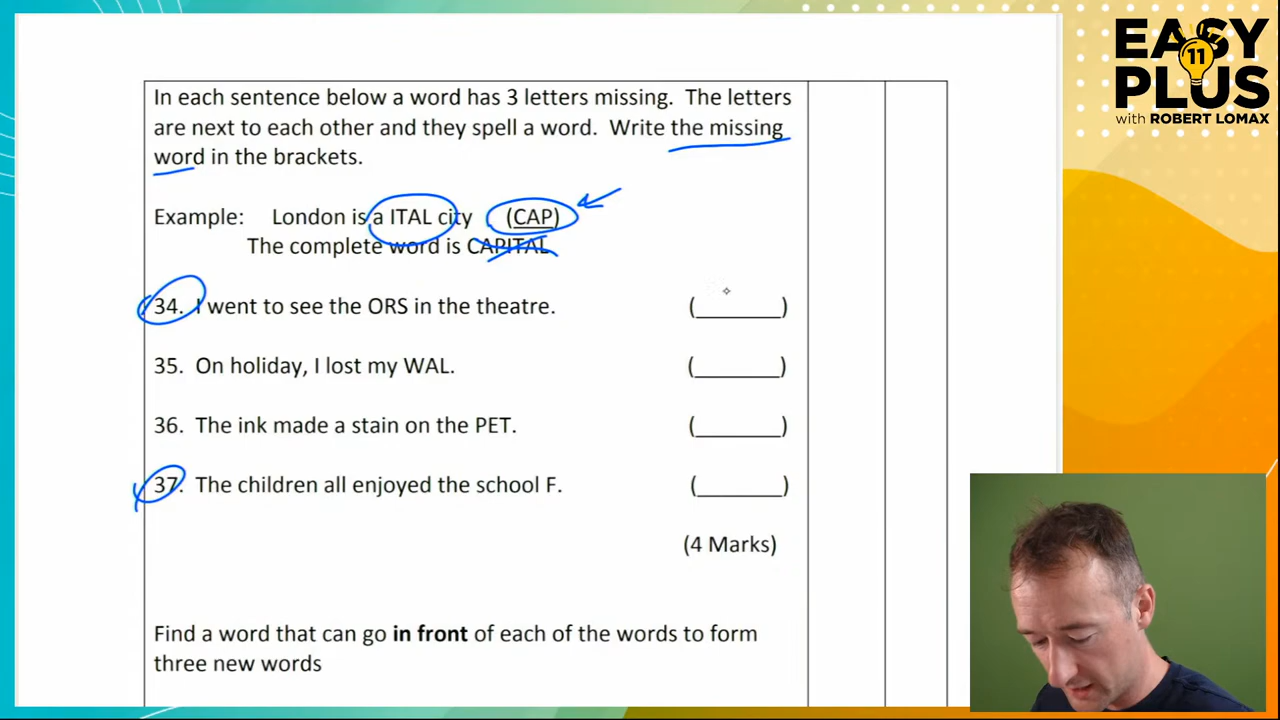 EASY
11
PLUS
with ROBERT LOMAX
In each sentence below a word has 3 letters missing. The letters
are next to each other and they spell a word. Write the missing
word in the brackets.
Example: London is a ITAL city (CAP)
The complete word is CAPITAL
34. I went to see the ORS in the theatre. (________)
35. On holiday, I lost my WAL. (________)
36. The ink made a stain on the PET. (________)
37. The children all enjoyed the school F. (________)
(4 Marks)
Find a word that can go in front of each of the words to form
three new words